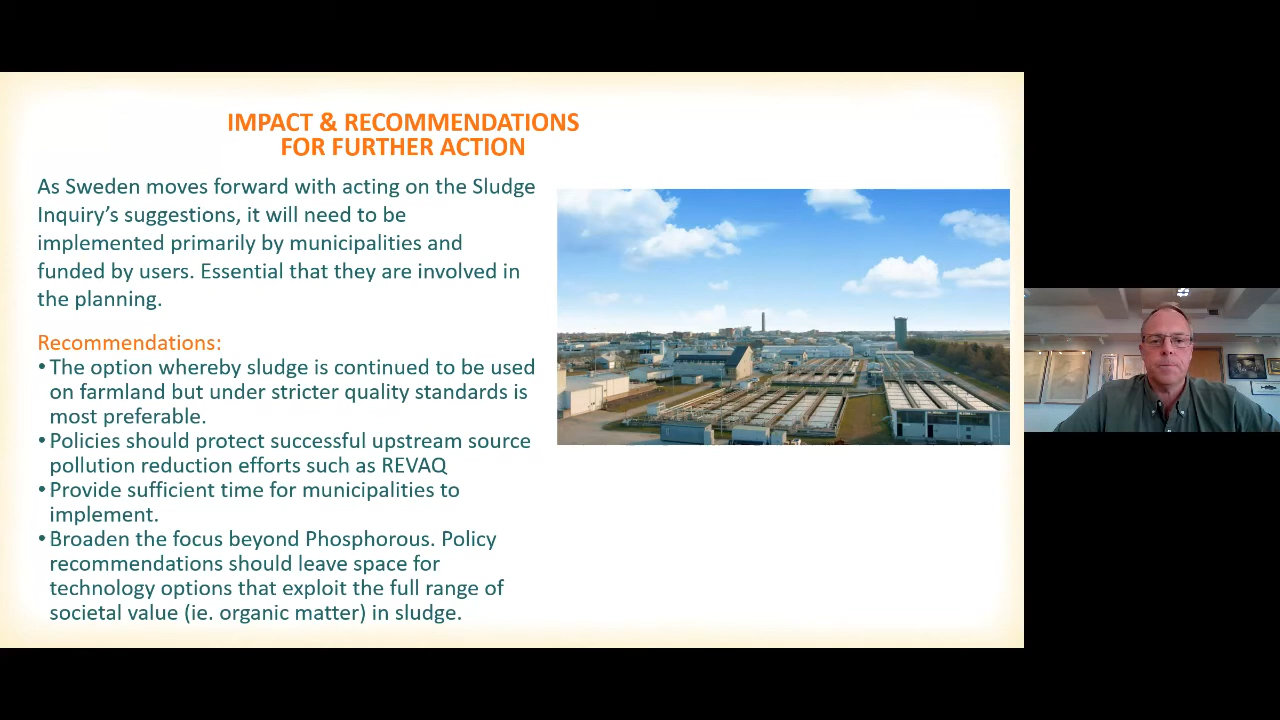 IMPACT & RECOMMENDATIONS
FOR FURTHER ACTION
As Sweden moves forward with acting on the Sludge
Inquiry’s suggestions, it will need to be
implemented primarily by municipalities and
funded by users. Essential that they are involved in
the planning.
Recommendations:
• The option whereby sludge is continued to be used
on farmland but under stricter quality standards is
most preferable.
• Policies should protect successful upstream source
pollution reduction efforts such as REVAQ
• Provide sufficient time for municipalities to
implement.
• Broaden the focus beyond Phosphorous. Policy
recommendations should leave space for
technology options that exploit the full range of
societal value (ie. organic matter) in sludge.